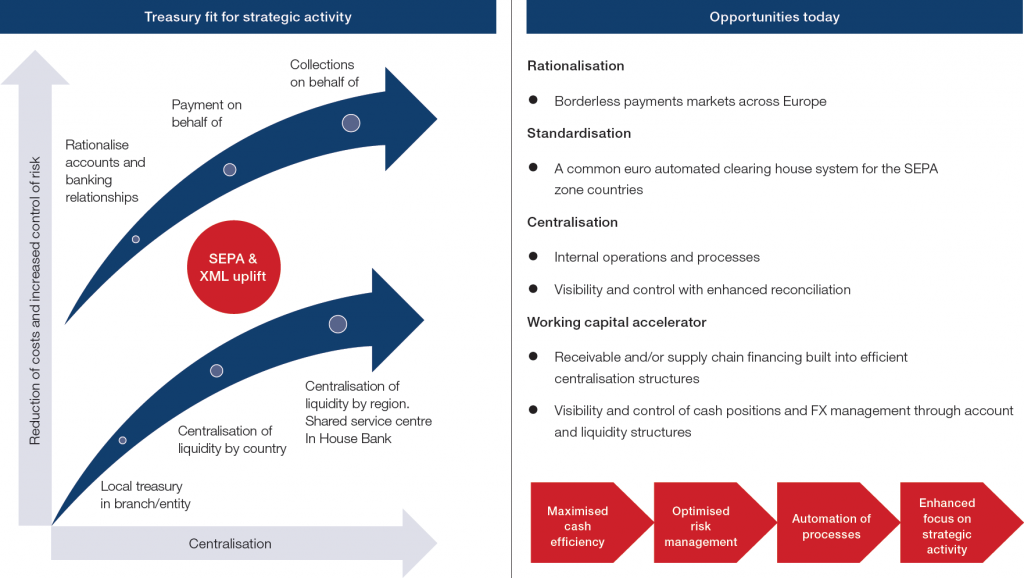 Treasury fit for strategic activity
Reduction of costs and increased control of risk
Collections
on behalf of
Payment on
behalf of
Rationalise
accounts and
banking
relationships
SEPA &
XML uplift
Centralisation of
liquidity by region.
Shared service centre
In House Bank
Centralisation of
liquidity by country
Local treasury
in branch/entity
Centralisation
Opportunities today
Rationalisation
● Borderless payments markets across Europe
Standardisation
● A common euro automated clearing house system for the SEPA
zone countries
Centralisation
● Internal operations and processes
● Visibility and control with enhanced reconciliation
Working capital accelerator
● Receivable and/or supply chain financing built into efficient
centralisation structures
● Visibility and control of cash positions and FX management through account
and liquidity structures
Maximised
cash
efficiency
Optimised
risk
management
Automation of
processes
Enhanced
focus on
strategic
activity